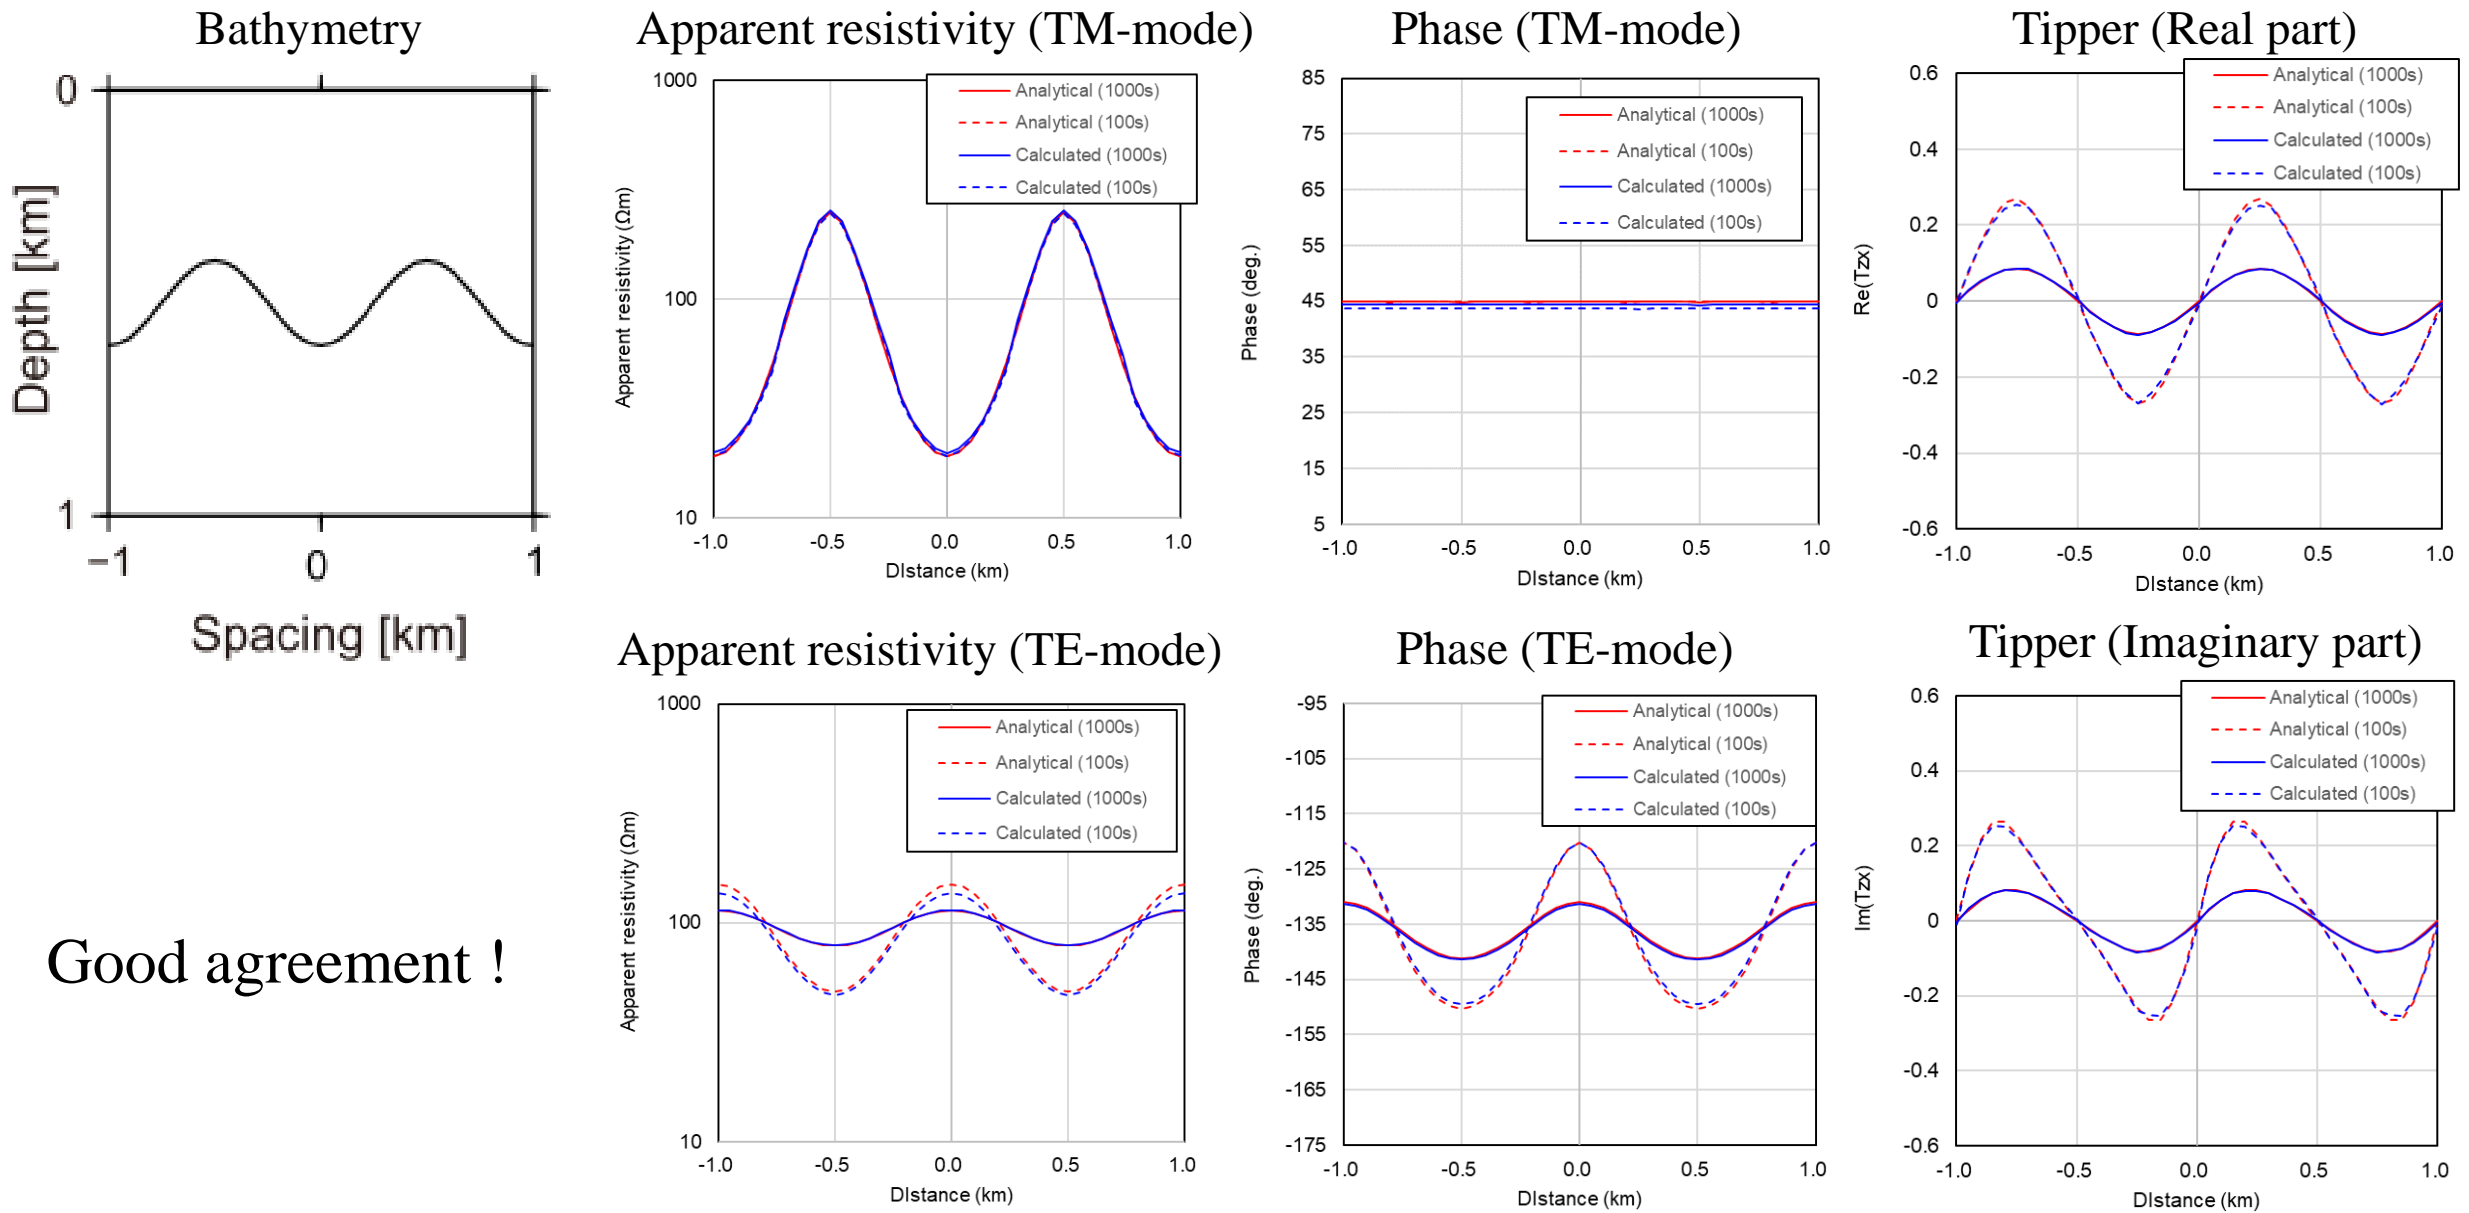 Bathymetry
0
1
Depth [km]
−1
0
1
Spacing [km]
Apparent resistivity (TM-mode)
1000
100
10
Apparent resistivity (Ωm)
Analytical (1000s)
Analytical (100s)
Calculated (1000s)
Calculated (100s)
-1.0
-0.5
0.0
0.5
1.0
DIstance (km)
Phase (TM-mode)
85
75
65
55
45
35
25
15
5
Phase (deg.)
Analytical (1000s)
Analytical (100s)
Calculated (1000s)
Calculated (100s)
-1.0
-0.5
0.0
0.5
1.0
DIstance (km)
Tipper (Real part)
0.6
0.4
0.2
0
-0.2
-0.4
-0.6
Re(Tzx)
Analytical (1000s)
Analytical (100s)
Calculated (1000s)
Calculated (100s)
-1.0
-0.5
0.0
0.5
1.0
DIstance (km)
Good agreement !
Apparent resistivity (TE-mode)
1000
100
10
Apparent resistivity (Ωm)
Analytical (1000s)
Analytical (100s)
Calculated (1000s)
Calculated (100s)
-1.0
-0.5
0.0
0.5
1.0
DIstance (km)
Phase (TE-mode)
-95
-105
-115
-125
-135
-145
-155
-165
-175
Phase (deg.)
Analytical (1000s)
Analytical (100s)
Calculated (1000s)
Calculated (100s)
-1.0
-0.5
0.0
0.5
1.0
DIstance (km)
Tipper (Imaginary part)
0.6
0.4
0.2
0
-0.2
-0.4
-0.6
Im(Tzx)
Analytical (1000s)
Analytical (100s)
Calculated (1000s)
Calculated (100s)
-1.0
-0.5
0.0
0.5
1.0
DIstance (km)